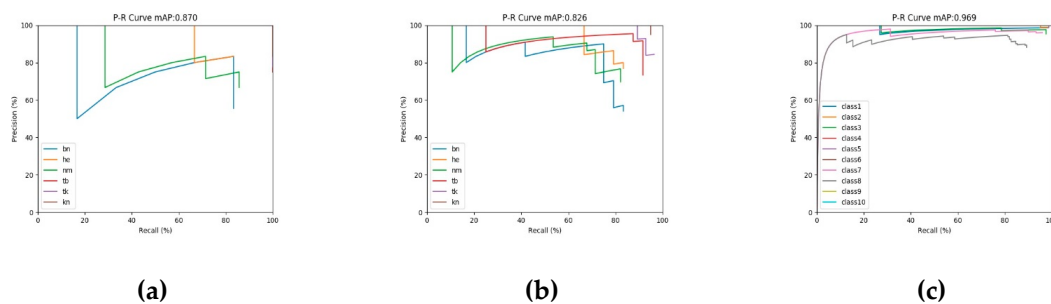 P-R Curve mAP:0.870
100
80
60
40
20
0
Precision (%)
bn
he
nm
tb
tk
kn
0 20 40 60 80 100
Recall (%)
(a)
P-R Curve mAP:0.826
100
80
60
40
20
0
Precision (%)
bn
he
nm
tb
tk
kn
0 20 40 60 80 100
Recall (%)
(b)
P-R Curve mAP:0.969
100
80
60
40
20
0
Precision (%)
class1
class2
class3
class4
class5
class6
class7
class8
class9
class10
0 20 40 60 80 100
Recall (%)
(c)